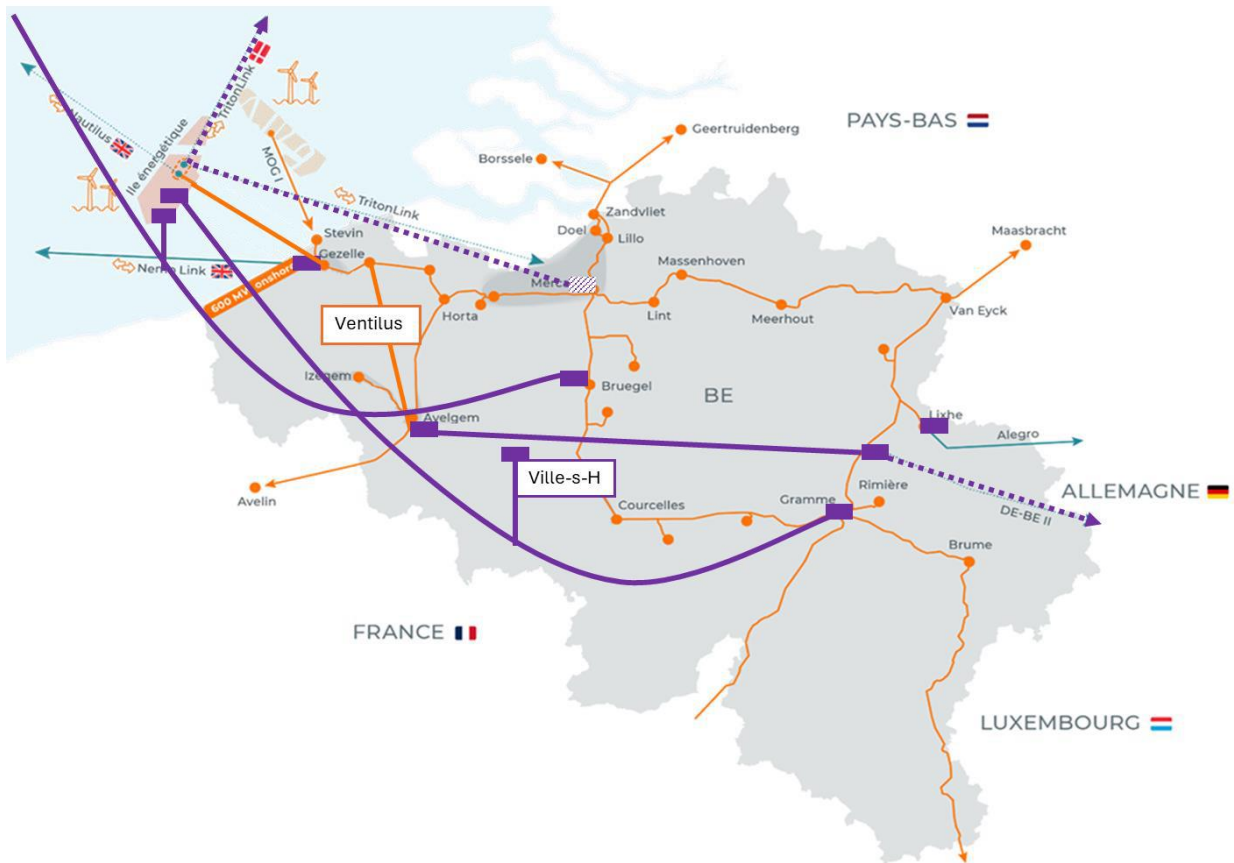 PAYS-BAS
Geertruidenberg
Borssele
TritonLink
Nautilus
Ile énergétique
MOG I
TritonLink
Zandvliet
Doel
Lillo
Stevin
Gezelle
Nemo Link
600 MW onshore
Maasbracht
Massenhoven
Merca
Horta
Lint
Meerhout
Van Eyck
Ventilus
Izegem
Bruegel
BE
Avelgem
Lixhe
Alegro
Ville-s-H
Avelin
Courcelles
Gramme
Rimière
ALLEMAGNE
DE-BE II
Brume
FRANCE
LUXEMBOURG